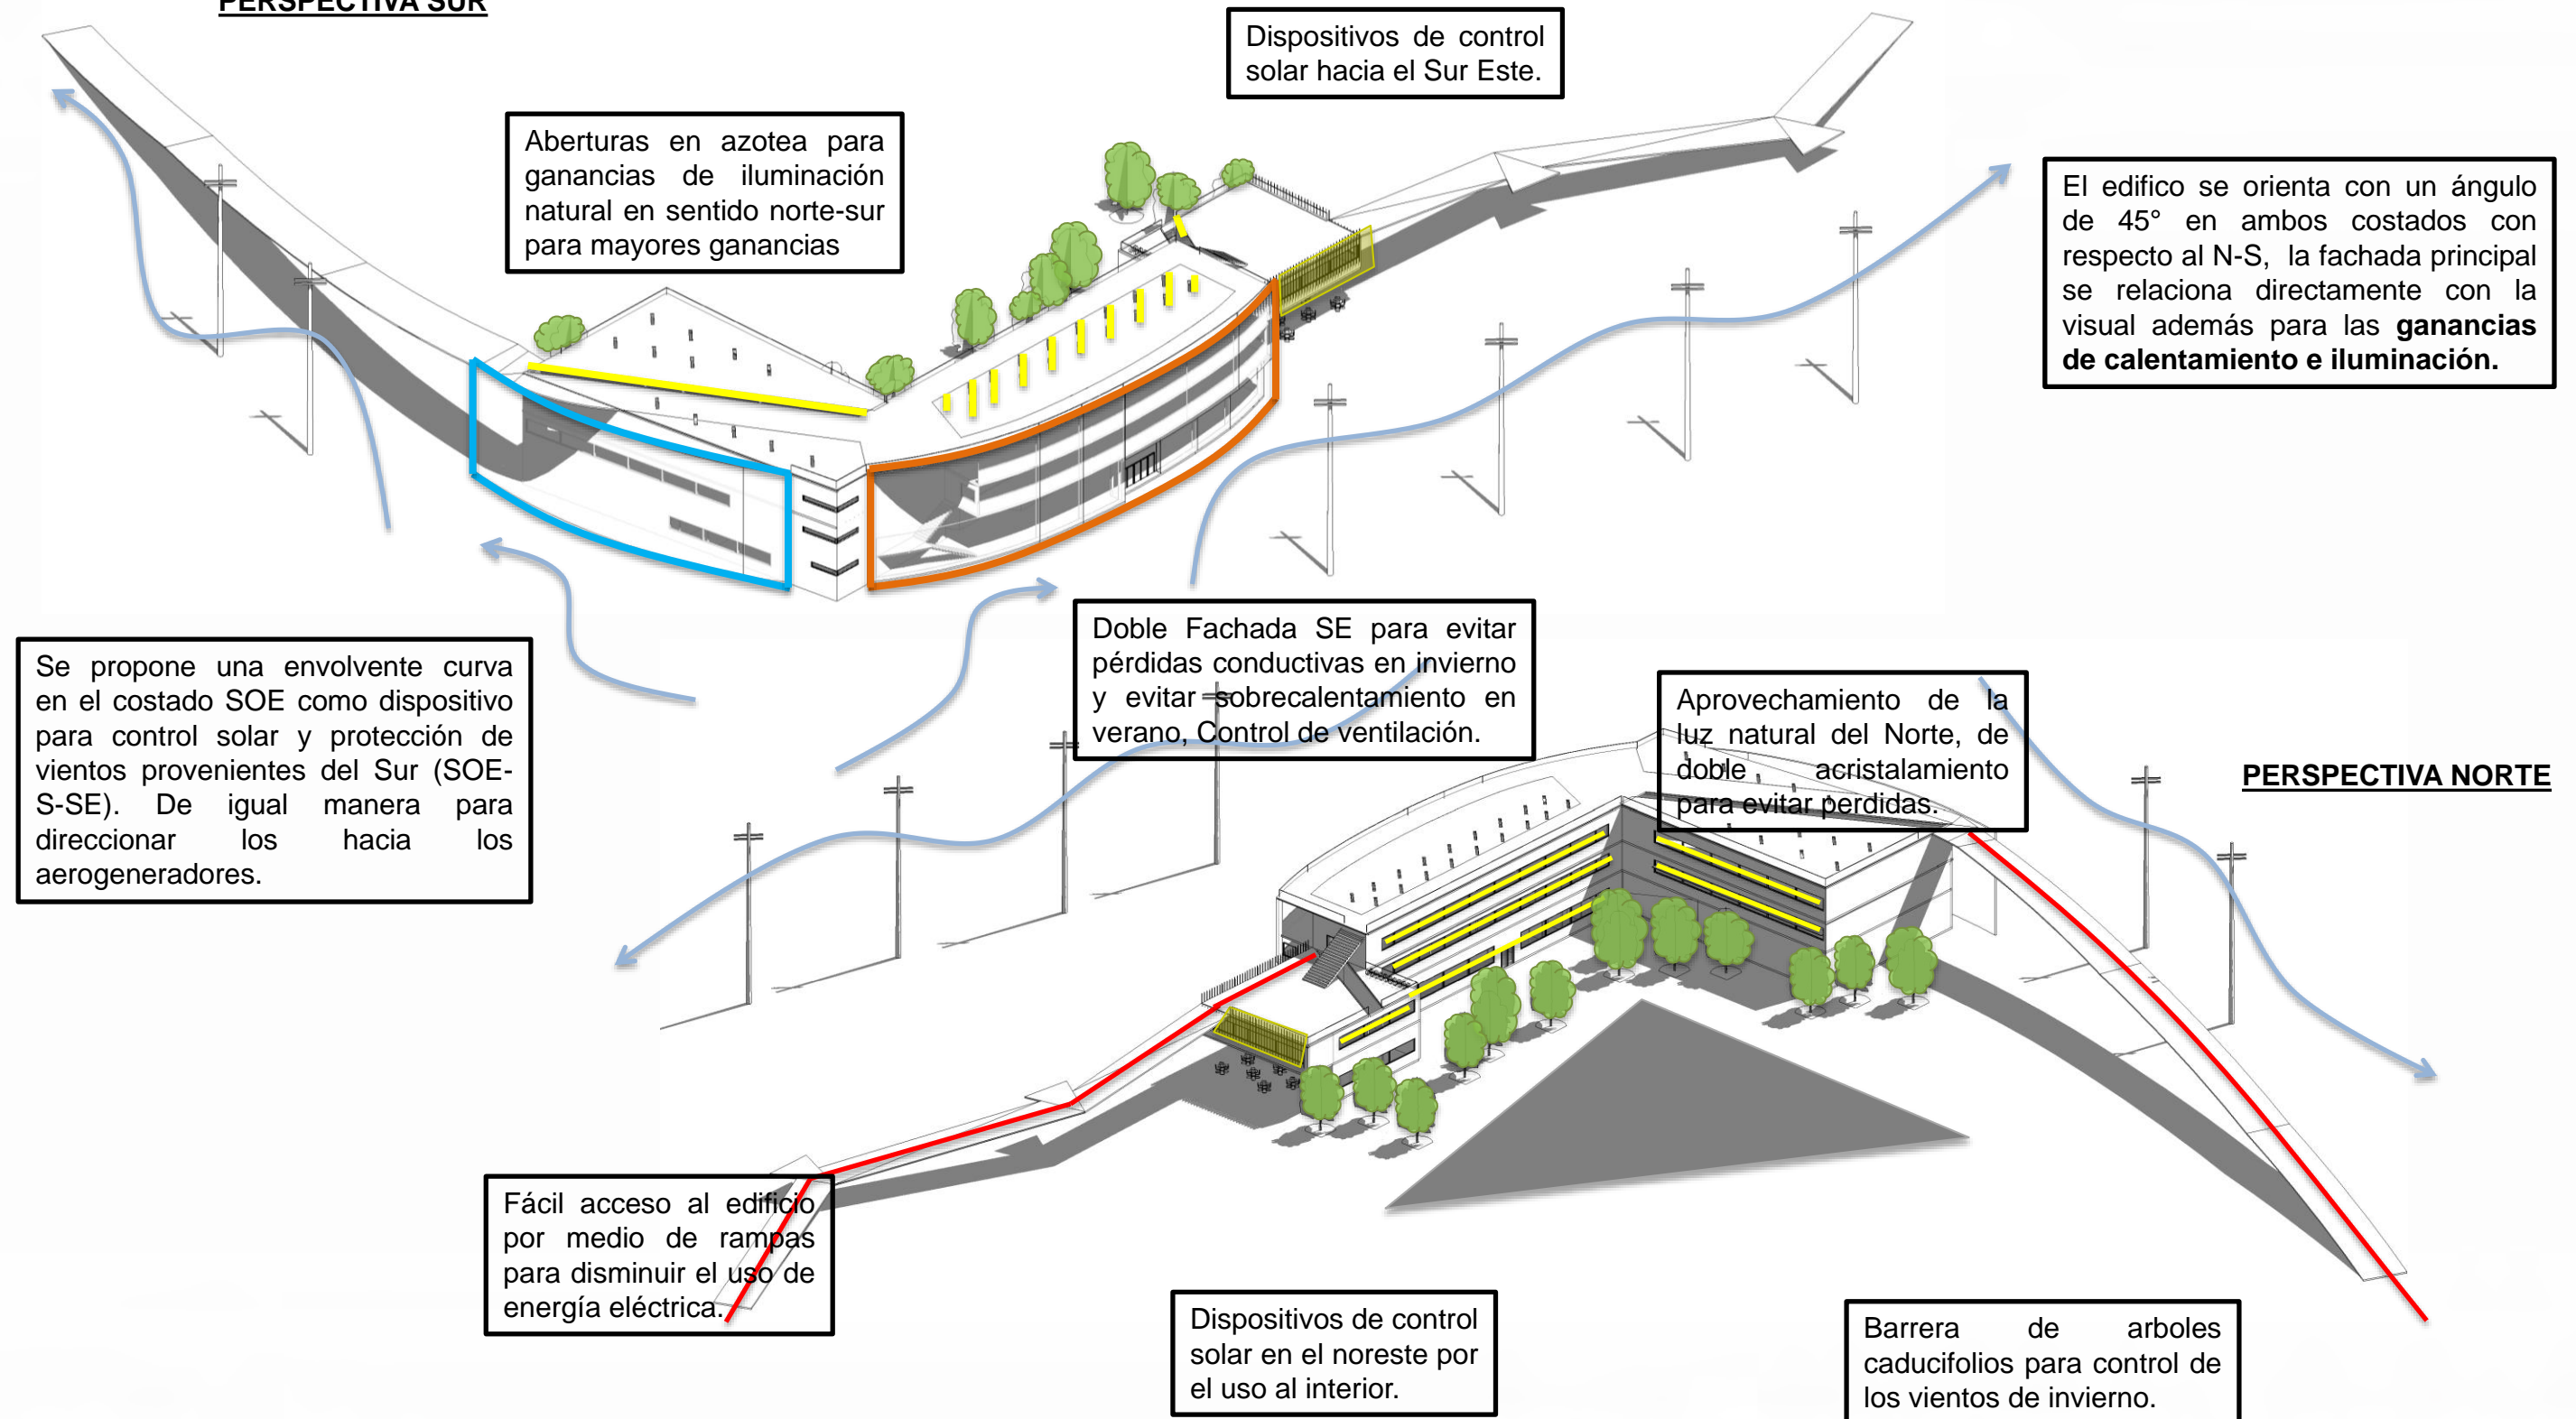 PERSPECTIVA SUR
Dispositivos de control
solar hacia el Sur Este.
Aberturas en azotea para
ganancias de iluminación
natural en sentido norte-sur
para mayores ganancias
El edifico se orienta con un ángulo
de 45° en ambos costados con
respecto al N-S, la fachada principal
se relaciona directamente con la
visual además para las ganancias
de calentamiento e iluminación.
Se propone una envolvente curva
en el costado SOE como dispositivo
para control solar y protección de
vientos provenientes del Sur (SOE-
S-SE). De igual manera para
direccionar los hacia los
aerogeneradores.
Doble Fachada SE para evitar
pérdidas conductivas en invierno
y evitar sobrecalentamiento en
verano, Control de ventilación.
Aprovechamiento de la
luz natural del Norte, de
doble acristalamiento
para evitar perdidas.
PERSPECTIVA NORTE
Fácil acceso al edificio
por medio de rampas
para disminuir el uso de
energía eléctrica.
Dispositivos de control
solar en el noreste por
el uso al interior.
Barrera de arboles
caducifolios para control de
los vientos de invierno.